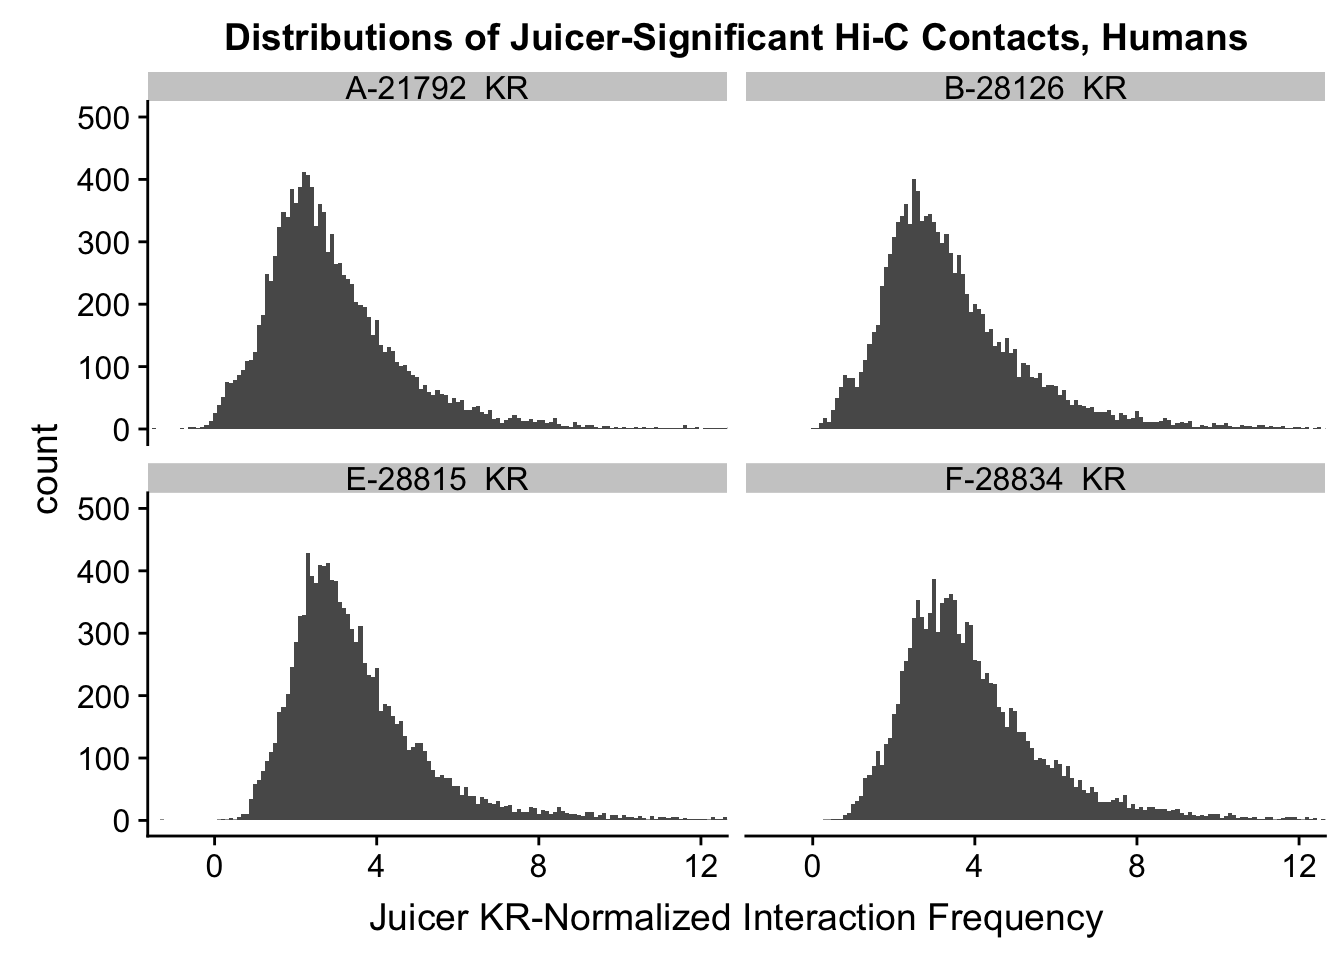 Distributions of Juicer-Significant Hi-C Contacts, Humans
A-21792  KR
B-28126  KR
500
400
300
200
100
0
count
E-28815  KR
F-28834  KR
500
400
300
200
100
0
0 4 8 12
0 4 8 12
Juicer KR-Normalized Interaction Frequency